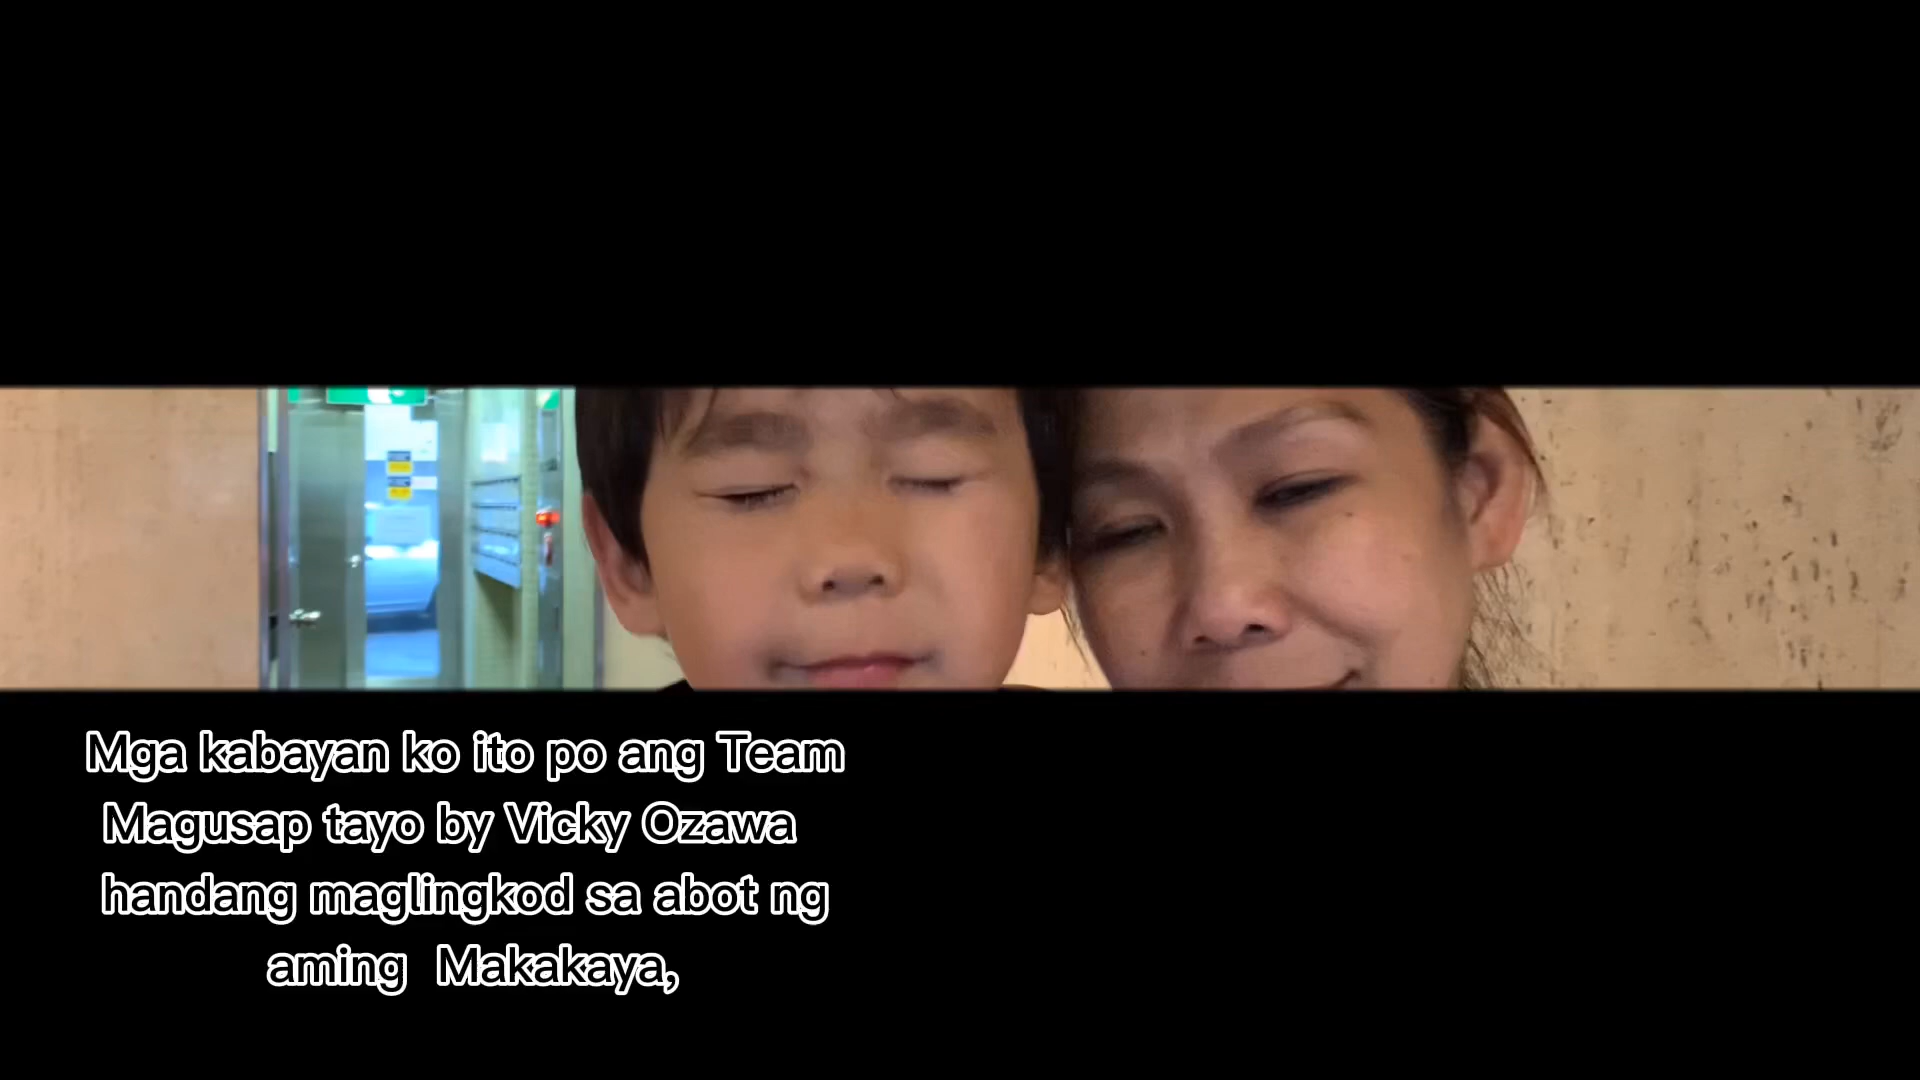 Mga kabayan ko ito po ang Team
Magusap tayo by Vicky Ozawa
handang maglingkod sa abot ng
aming  Makakaya,